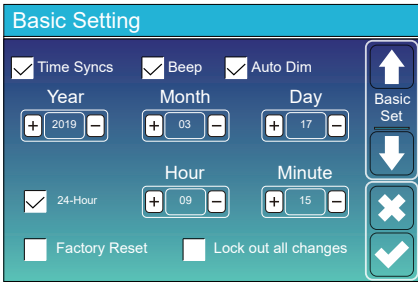 Basic Setting
Time Syncs Beep Auto Dim
Year Month Day Basic Set
+ 2019 − + 03 − + 17 −
Hour Minute
24-Hour + 09 − + 15 −
Factory Reset Lock out all changes